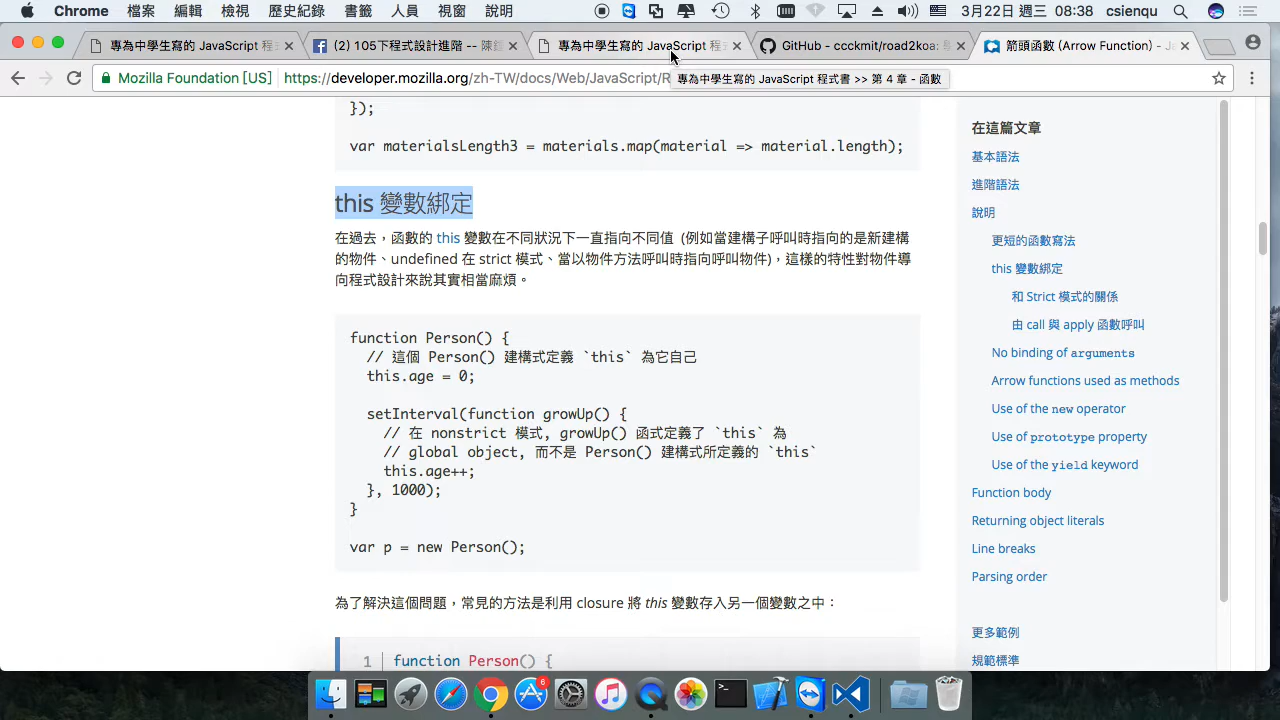 Chrome 檔案 編輯 檢視 歷史紀錄 書籤 人員 視窗 說明 3月22日 週三 08:38 csienqu
專為中學生寫的 JavaScript 程
(2) 105下程式設計進階 -- 陳鍾
專為中學生寫的 JavaScript 程
GitHub - ccckmit/road2koa:
箭頭函數 (Arrow Function) - Ja
Mozilla Foundation [US] https://developer.mozilla.org/zh-TW/docs/Web/JavaScript/R
專為中學生寫的 JavaScript 程式書 >> 第 4 章 - 函數
});
var materialsLength3 = materials.map(material => material.length);
this 變數綁定
在過去，函數的 this 變數在不同狀況下一直指向不同值 (例如當建構子呼叫時指向的是新建構
的物件、undefined 在 strict 模式、當以物件方法呼叫時指向呼叫物件)，這樣的特性對物件導
向程式設計來說其實相當麻煩。
function Person() {
// 這個 Person() 建構式定義 `this` 為它自己
this.age = 0;
setInterval(function growUp() {
// 在 nonstrict 模式, growUp() 函式定義了 `this` 為
// global object, 而不是 Person() 建構式所定義的 `this`
this.age++;
}, 1000);
}
var p = new Person();
為了解決這個問題，常見的方法是利用 closure 將 this 變數存入另一個變數之中：
1 function Person() {
在這篇文章
基本語法
進階語法
說明
更短的函數寫法
this 變數綁定
和 Strict 模式的關係
由 call 與 apply 函數呼叫
No binding of arguments
Arrow functions used as methods
Use of the new operator
Use of prototype property
Use of the yield keyword
Function body
Returning object literals
Line breaks
Parsing order
更多範例
規範標準
6